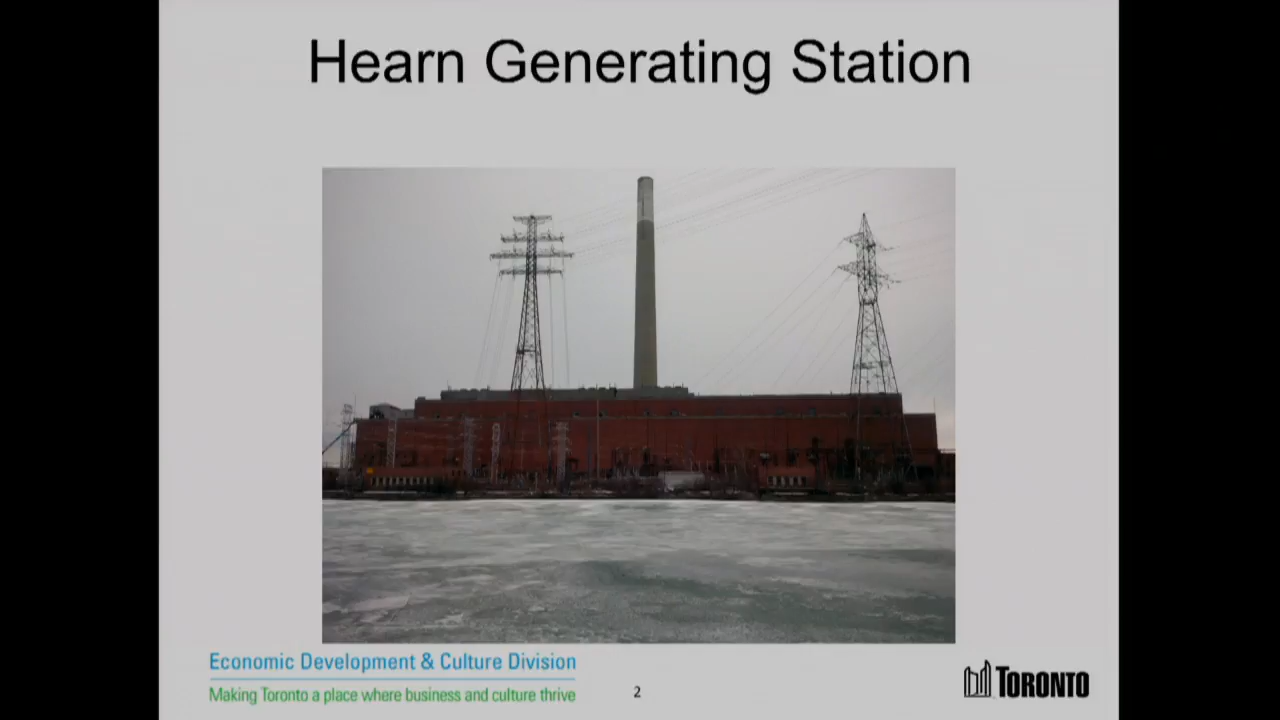 Hearn Generating Station
Economic Development & Culture Division
Making Toronto a place where business and culture thrive
2
TORONTO